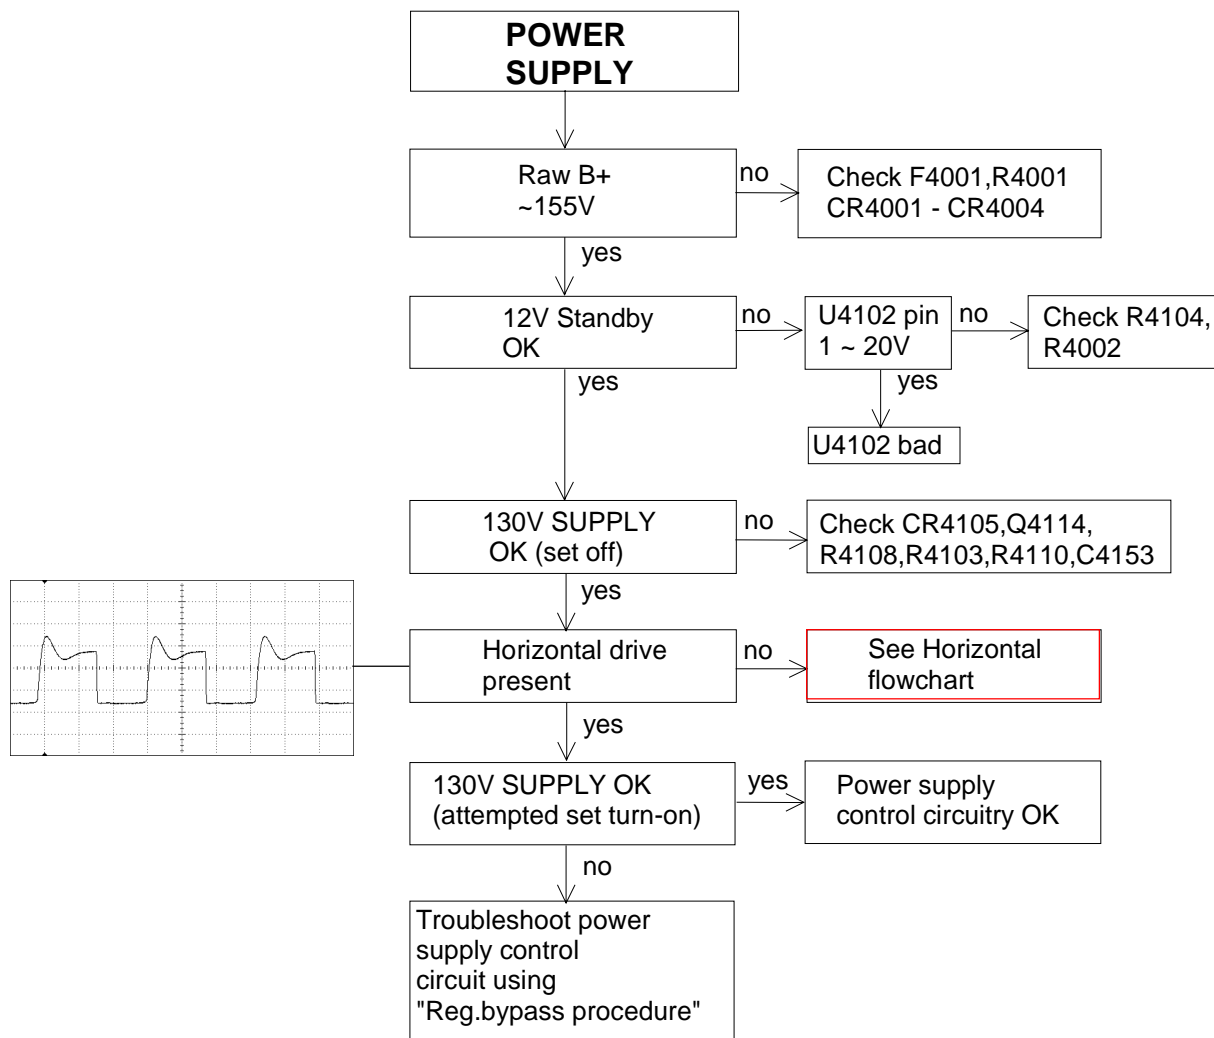 POWER
SUPPLY
Raw B+
~155V
no
Check F4001,R4001
CR4001 - CR4004
yes
12V Standby
OK
no
U4102 pin
1 ~ 20V
no
Check R4104,
R4002
yes
yes
U4102 bad
130V SUPPLY
OK (set off)
no
Check CR4105,Q4114,
R4108,R4103,R4110,C4153
yes
Horizontal drive
present
no
See Horizontal
flowchart
yes
130V SUPPLY OK
(attempted set turn-on)
yes
Power supply
control circuitry OK
no
Troubleshoot power
supply control
circuit using
"Reg.bypass procedure"